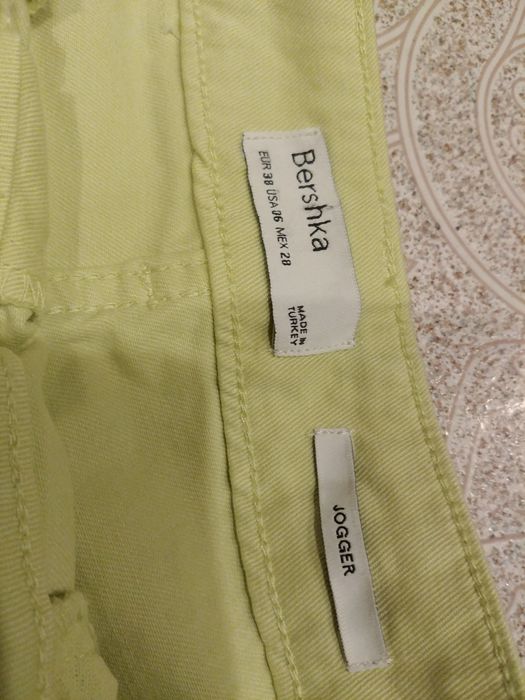 Bershka
EUR 38 USA 06 MEX 28
MADE IN
TURKEY
JOGGER